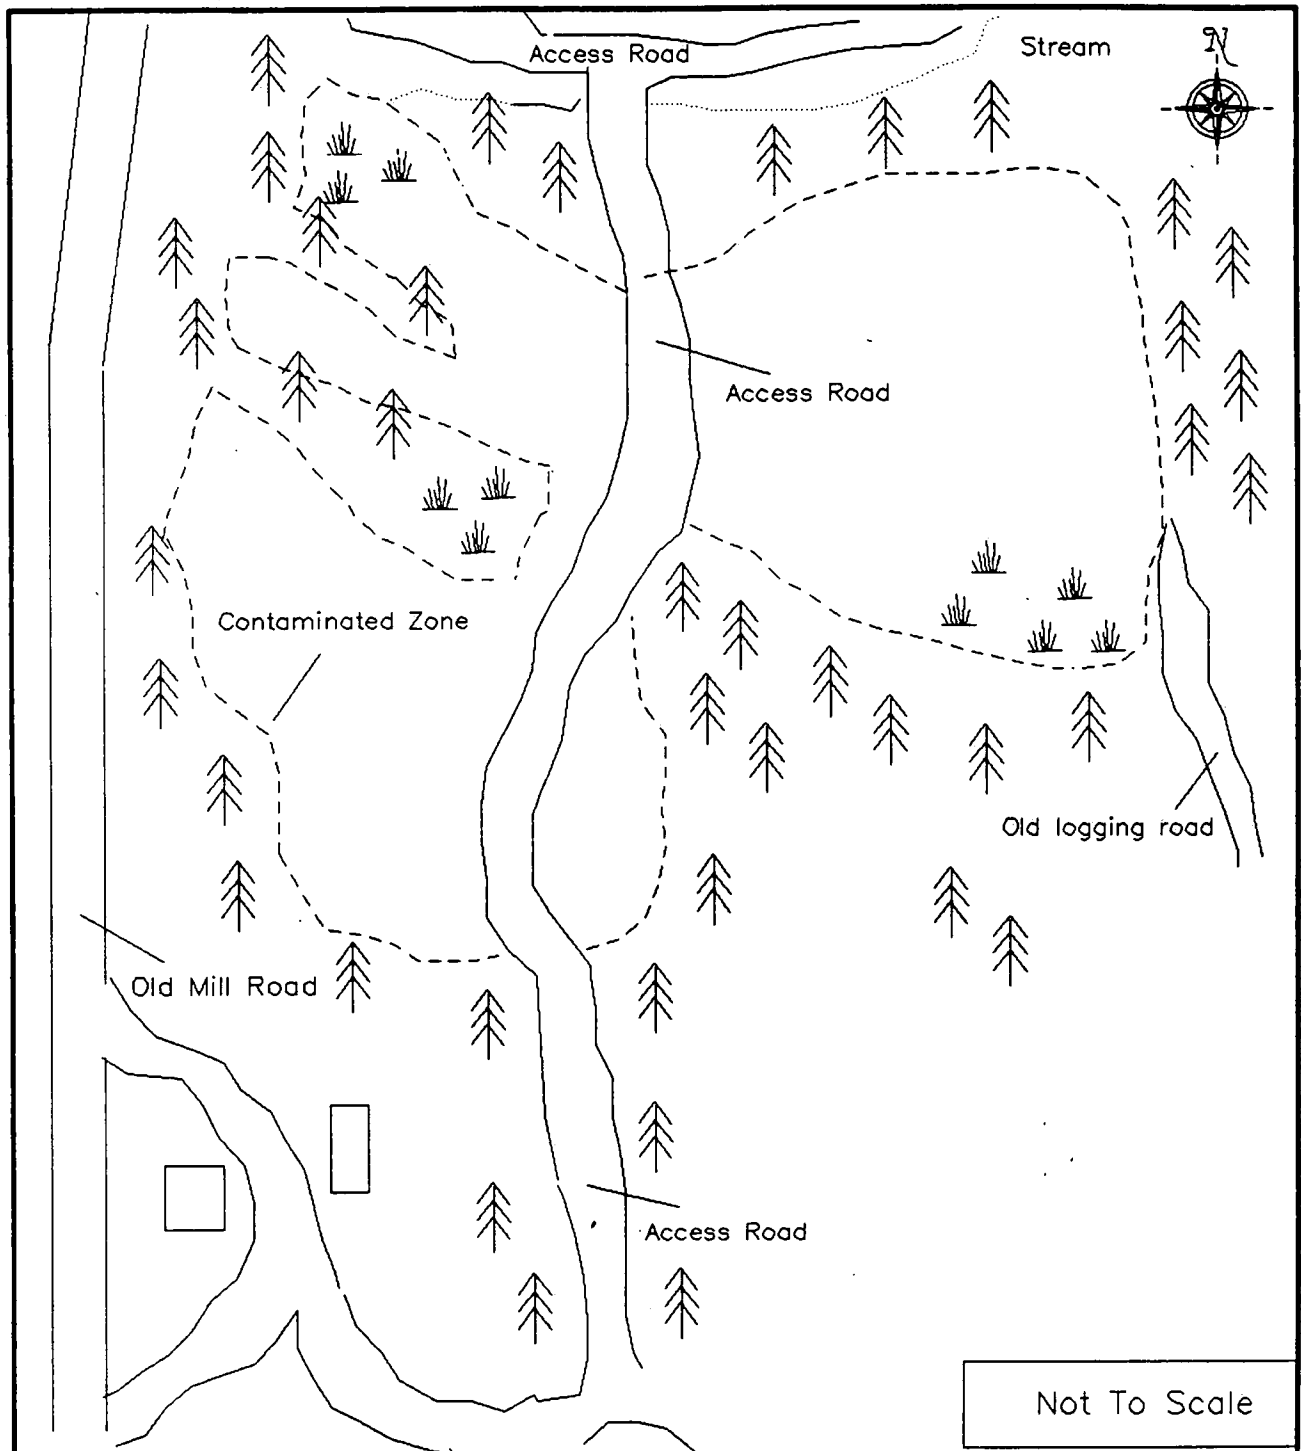 Access Road
Stream
N
Access Road
Contaminated Zone
Old logging road
Old Mill Road
Access Road
Not To Scale